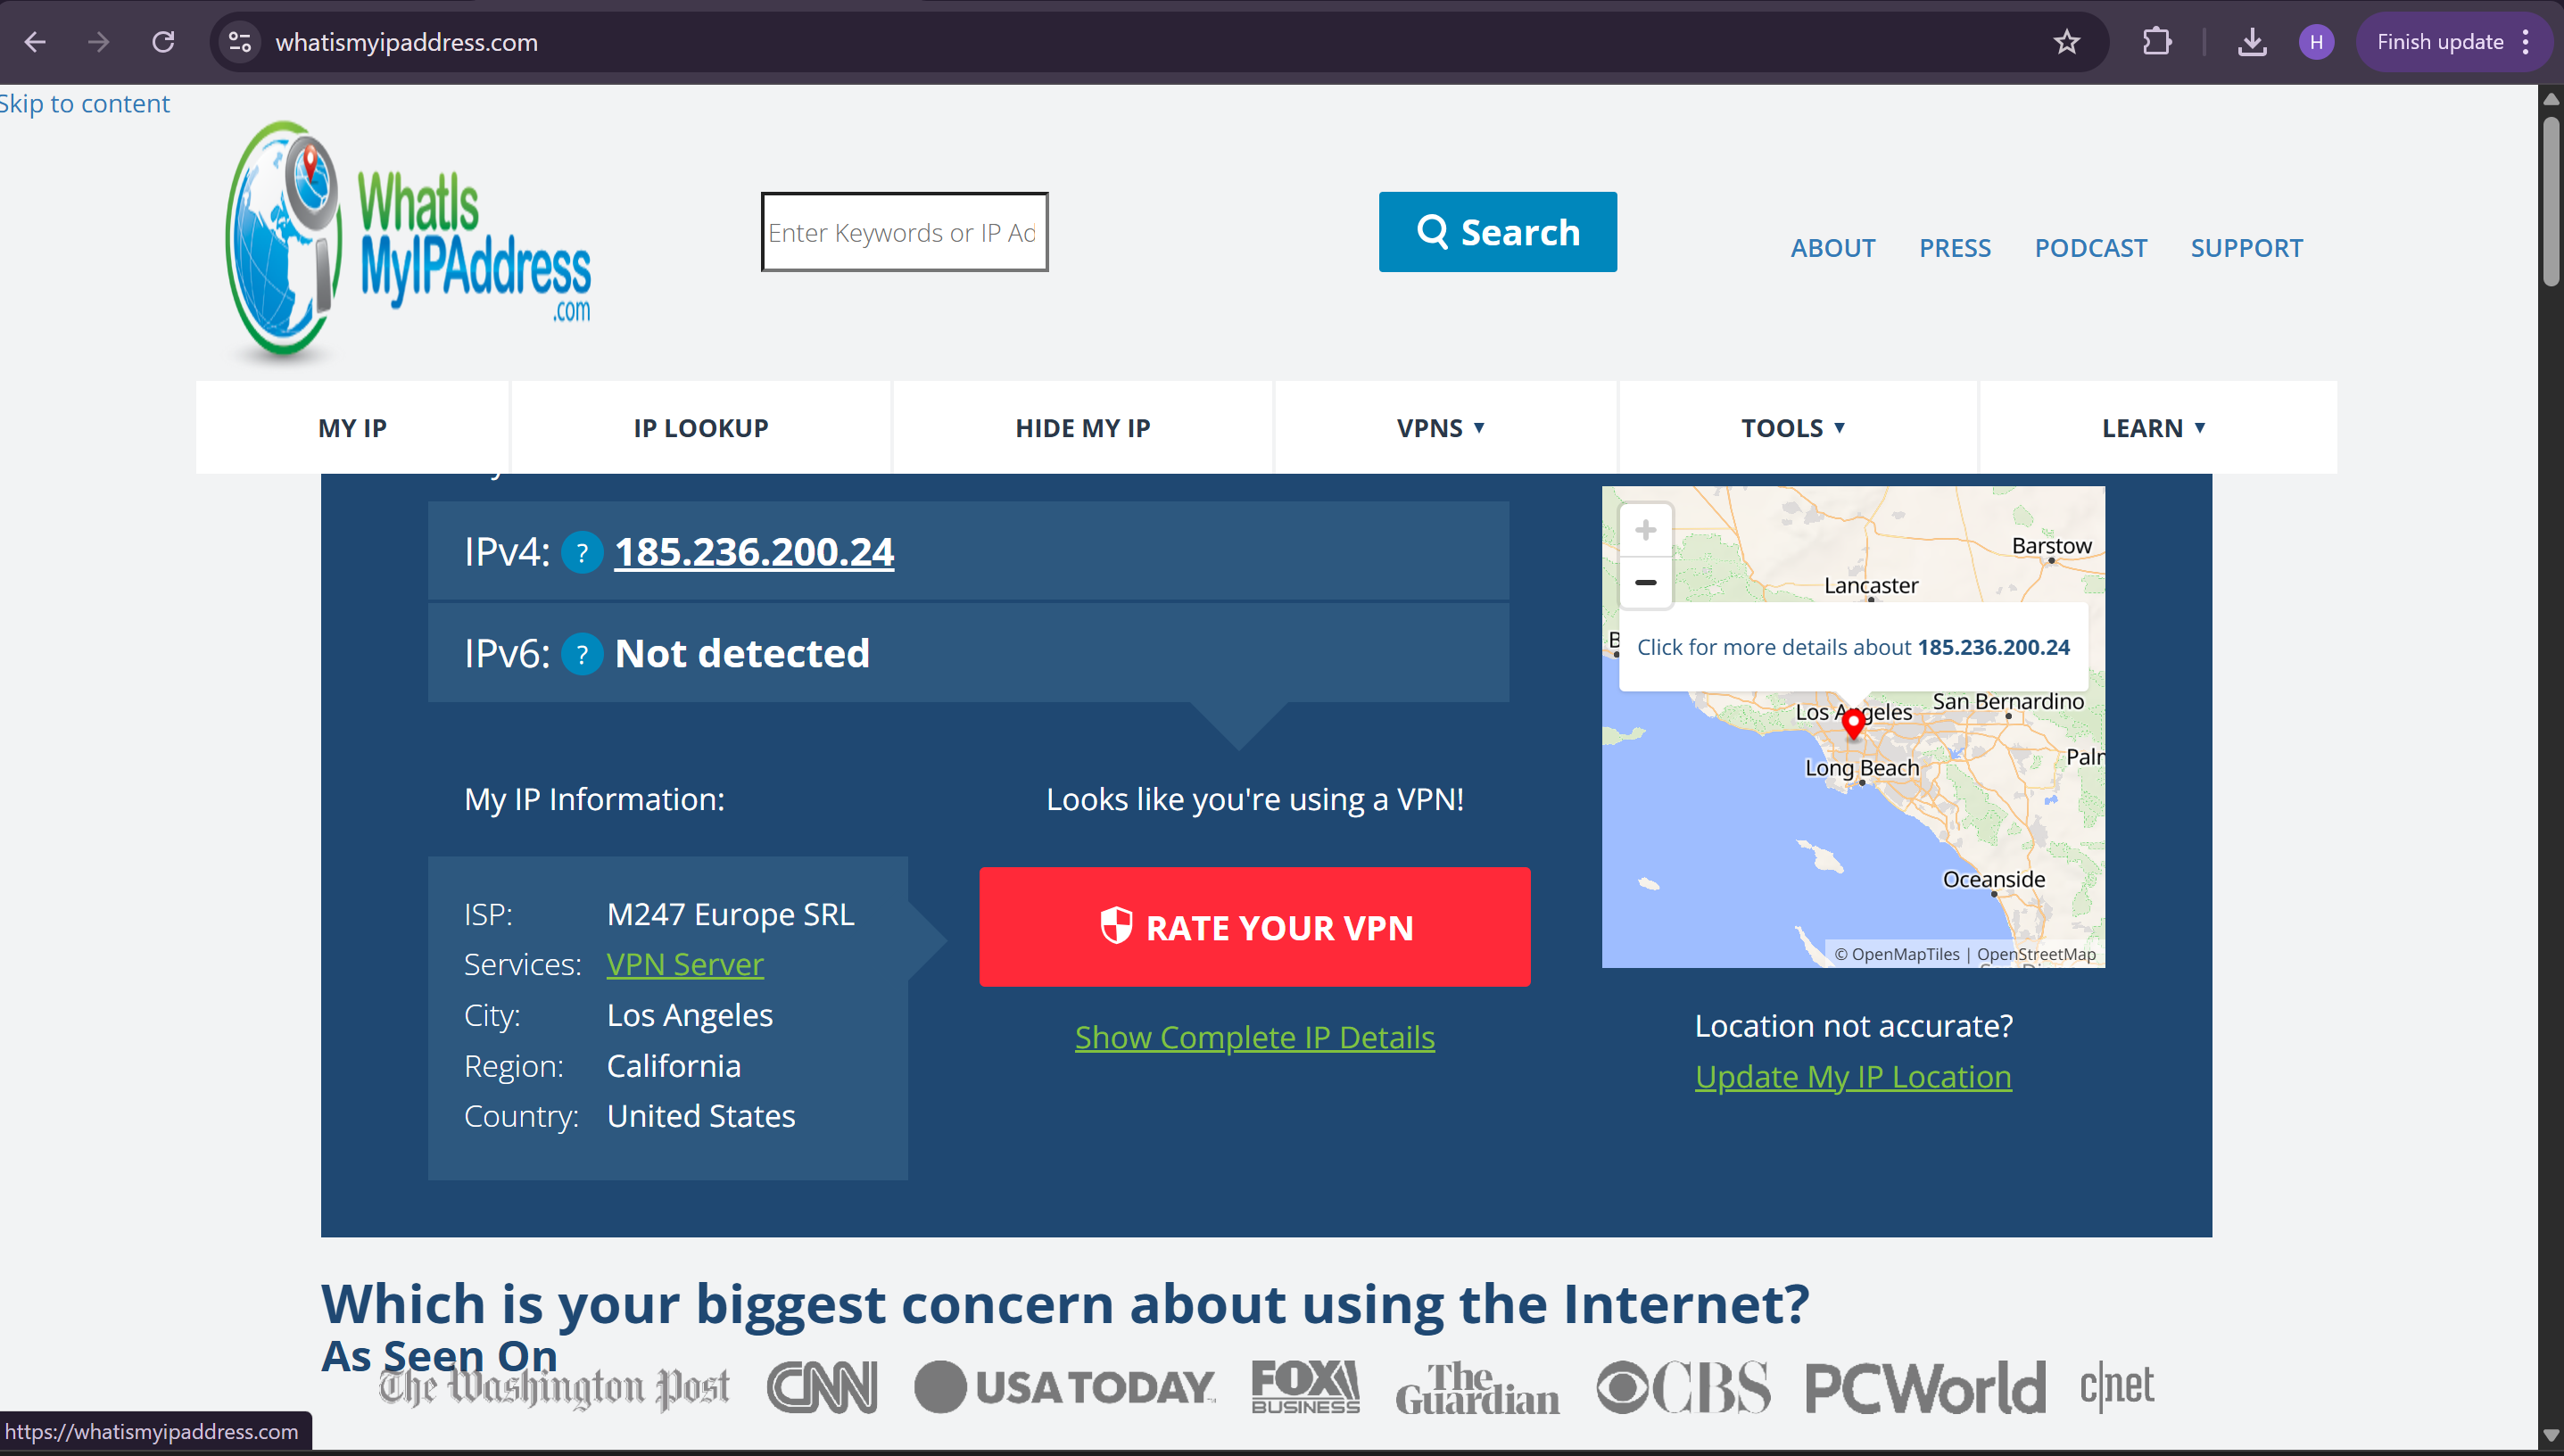 whatismyipaddress.com
H
Finish update
Skip to content
WhatIs
MyIPAddress
.com
Enter Keywords or IP Ad
Search
ABOUT
PRESS
PODCAST
SUPPORT
MY IP
IP LOOKUP
HIDE MY IP
VPNS ▼
TOOLS ▼
LEARN ▼
IPv4: ? 185.236.200.24
IPv6: ? Not detected
My IP Information:
ISP: M247 Europe SRL
Services: VPN Server
City: Los Angeles
Region: California
Country: United States
Looks like you're using a VPN!
RATE YOUR VPN
Show Complete IP Details
+
−
Barstow
Lancaster
Click for more details about 185.236.200.24
San Bernardino
Los Angeles
Palr
Long Beach
Oceanside
© OpenMapTiles | OpenStreetMap
Location not accurate?
Update My IP Location
Which is your biggest concern about using the Internet?
As Seen On
The Washington Post
CNN
USA TODAY
FOX
BUSINESS
The
Guardian
CBS
PCWorld
c|net
https://whatismyipaddress.com